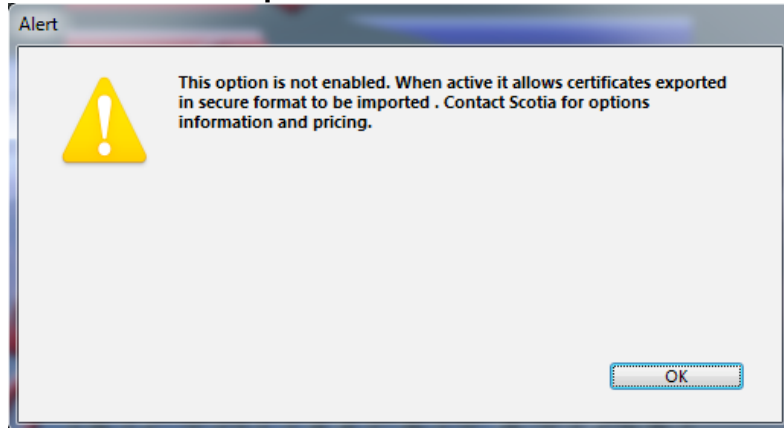 Alert
This option is not enabled. When active it allows certificates exported
in secure format to be imported . Contact Scotia for options
information and pricing.
OK